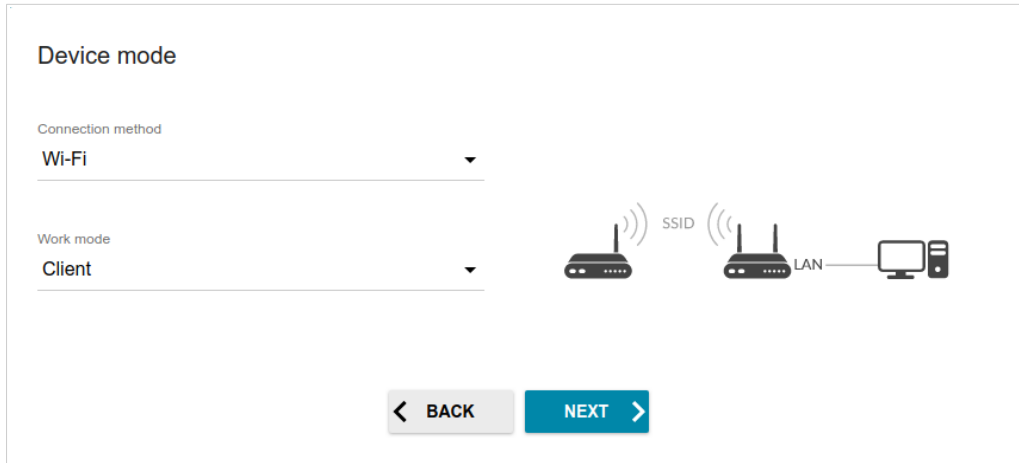 Device mode
Connection method
Wi-Fi
Work mode
Client
SSID
LAN
BACK
NEXT